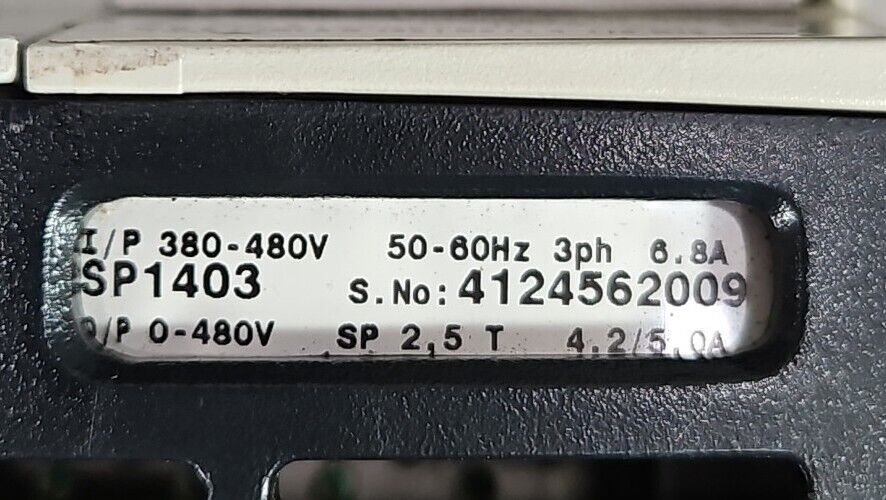 I/P 380-480V 50-60Hz 3ph 6.8A
SP1403 S.No: 4124562009
O/P 0-480V SP 2,5 T 4.2/5.0A